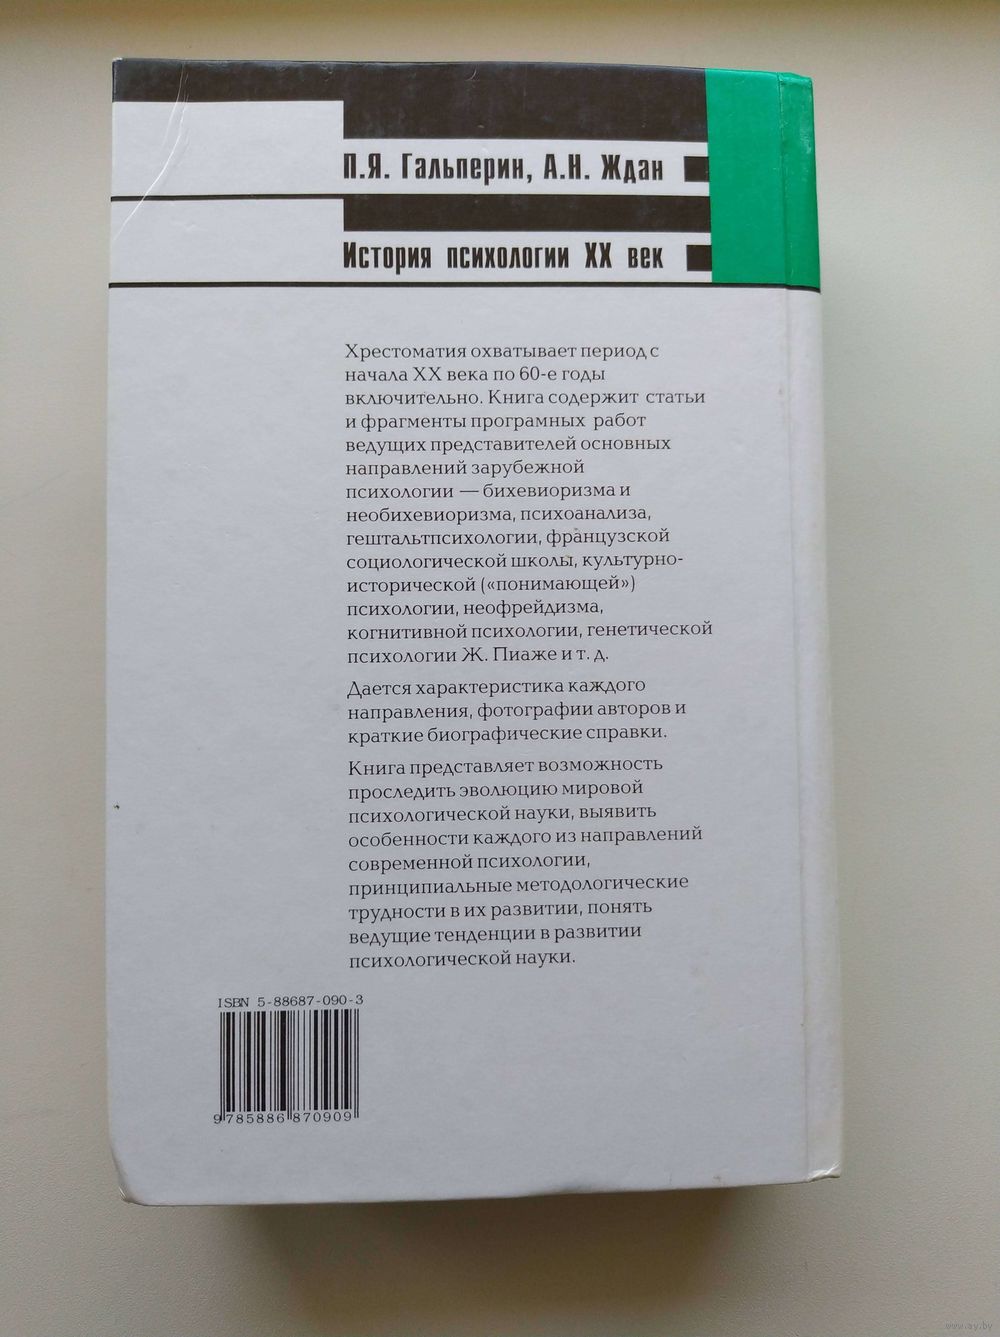 П.Я. Гальперин, А.Н. Ждан
История психологии XX век
Хрестоматия охватывает период с
начала XX века по 60-е годы
включительно. Книга содержит статьи
и фрагменты програмных работ
ведущих представителей основных
направлений зарубежной
психологии — бихевиоризма и
необихевиоризма, психоанализа,
гештальтпсихологии, французской
социологической школы, культурно-
исторической («понимающей»)
психологии, неофрейдизма,
когнитивной психологии, генетической
психологии Ж. Пиаже и т. д.
Дается характеристика каждого
направления, фотографии авторов и
краткие биографические справки.
Книга представляет возможность
проследить эволюцию мировой
психологической науки, выявить
особенности каждого из направлений
современной психологии,
принципиальные методологические
трудности в их развитии, понять
ведущие тенденции в развитии
психологической науки.
ISBN 5-88687-090-3
9785886870909
www.ay.by